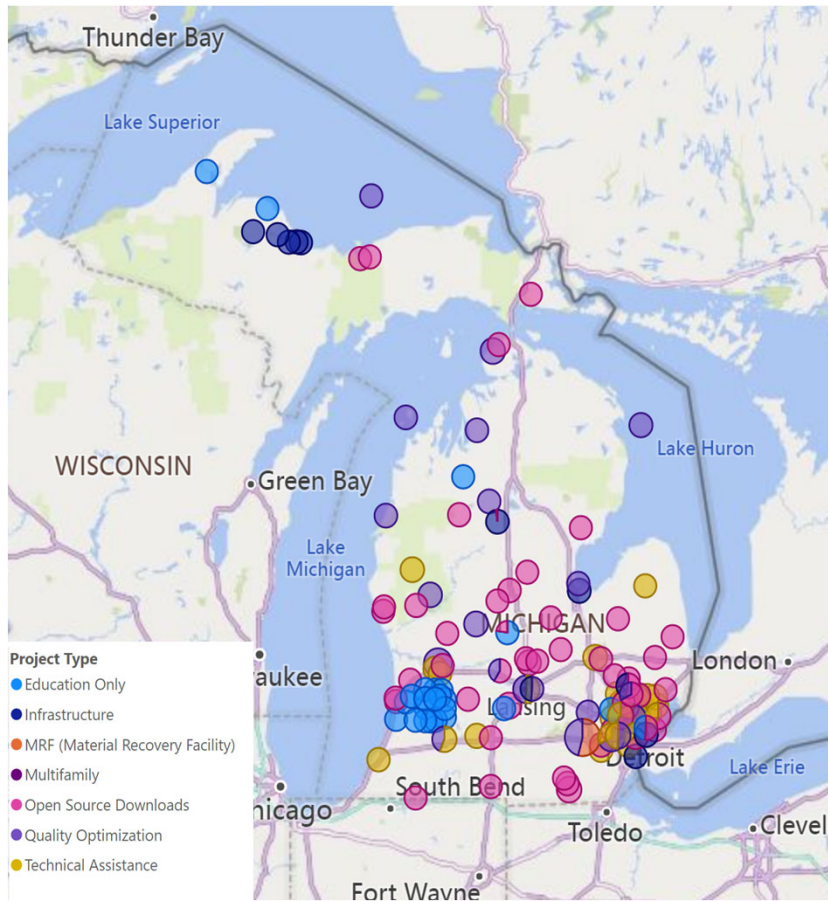 Thunder Bay
Lake Superior
WISCONSIN
Green Bay
Lake Huron
Lake
Michigan
MICHIGAN
Project Type
waukee
London
Education Only
Infrastructure
Lansing
MRF (Material Recovery Facility)
Detroit
Multifamily
Lake Erie
Open Source Downloads
South Bend
hicago
Quality Optimization
Toledo
Clevel
Technical Assistance
Fort Wayne